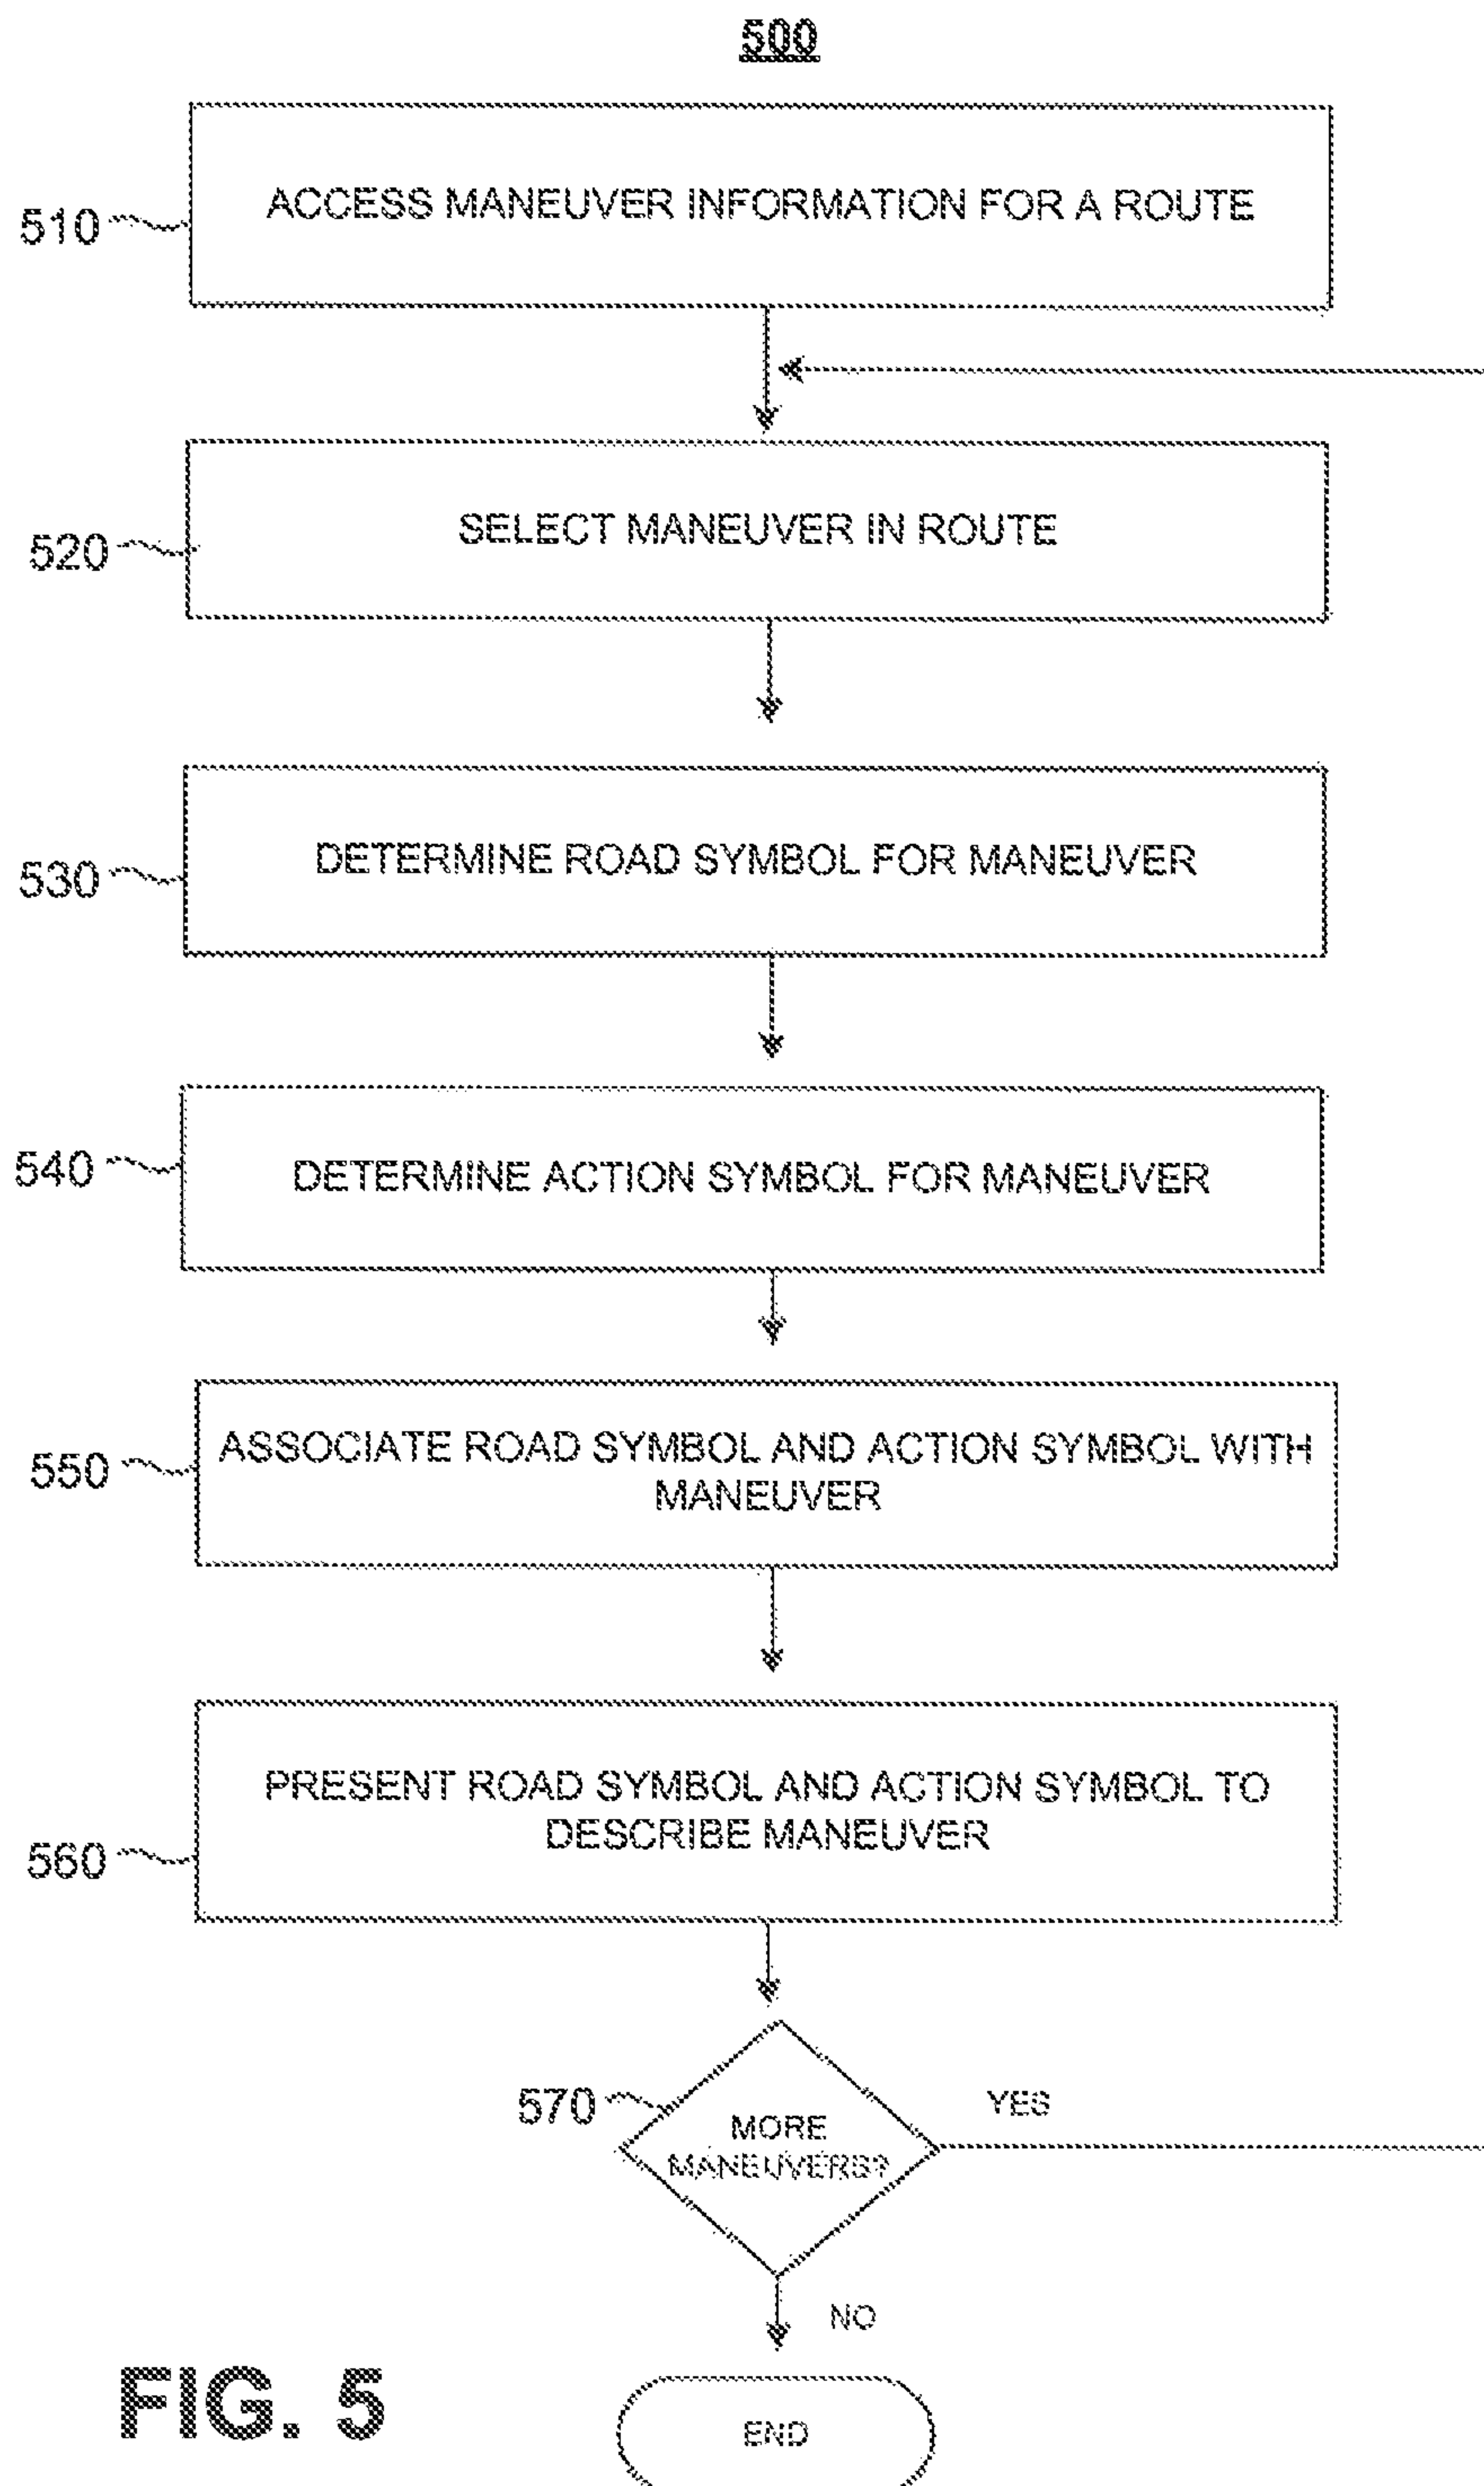 500
510
ACCESS MANEUVER INFORMATION FOR A ROUTE
520
SELECT MANEUVER IN ROUTE
530
DETERMINE ROAD SYMBOL FOR MANEUVER
540
DETERMINE ACTION SYMBOL FOR MANEUVER
550
ASSOCIATE ROAD SYMBOL AND ACTION SYMBOL WITH
MANEUVER
560
PRESENT ROAD SYMBOL AND ACTION SYMBOL TO
DESCRIBE MANEUVER
570
MORE
MANEUVERS?
YES
NO
END
FIG. 5